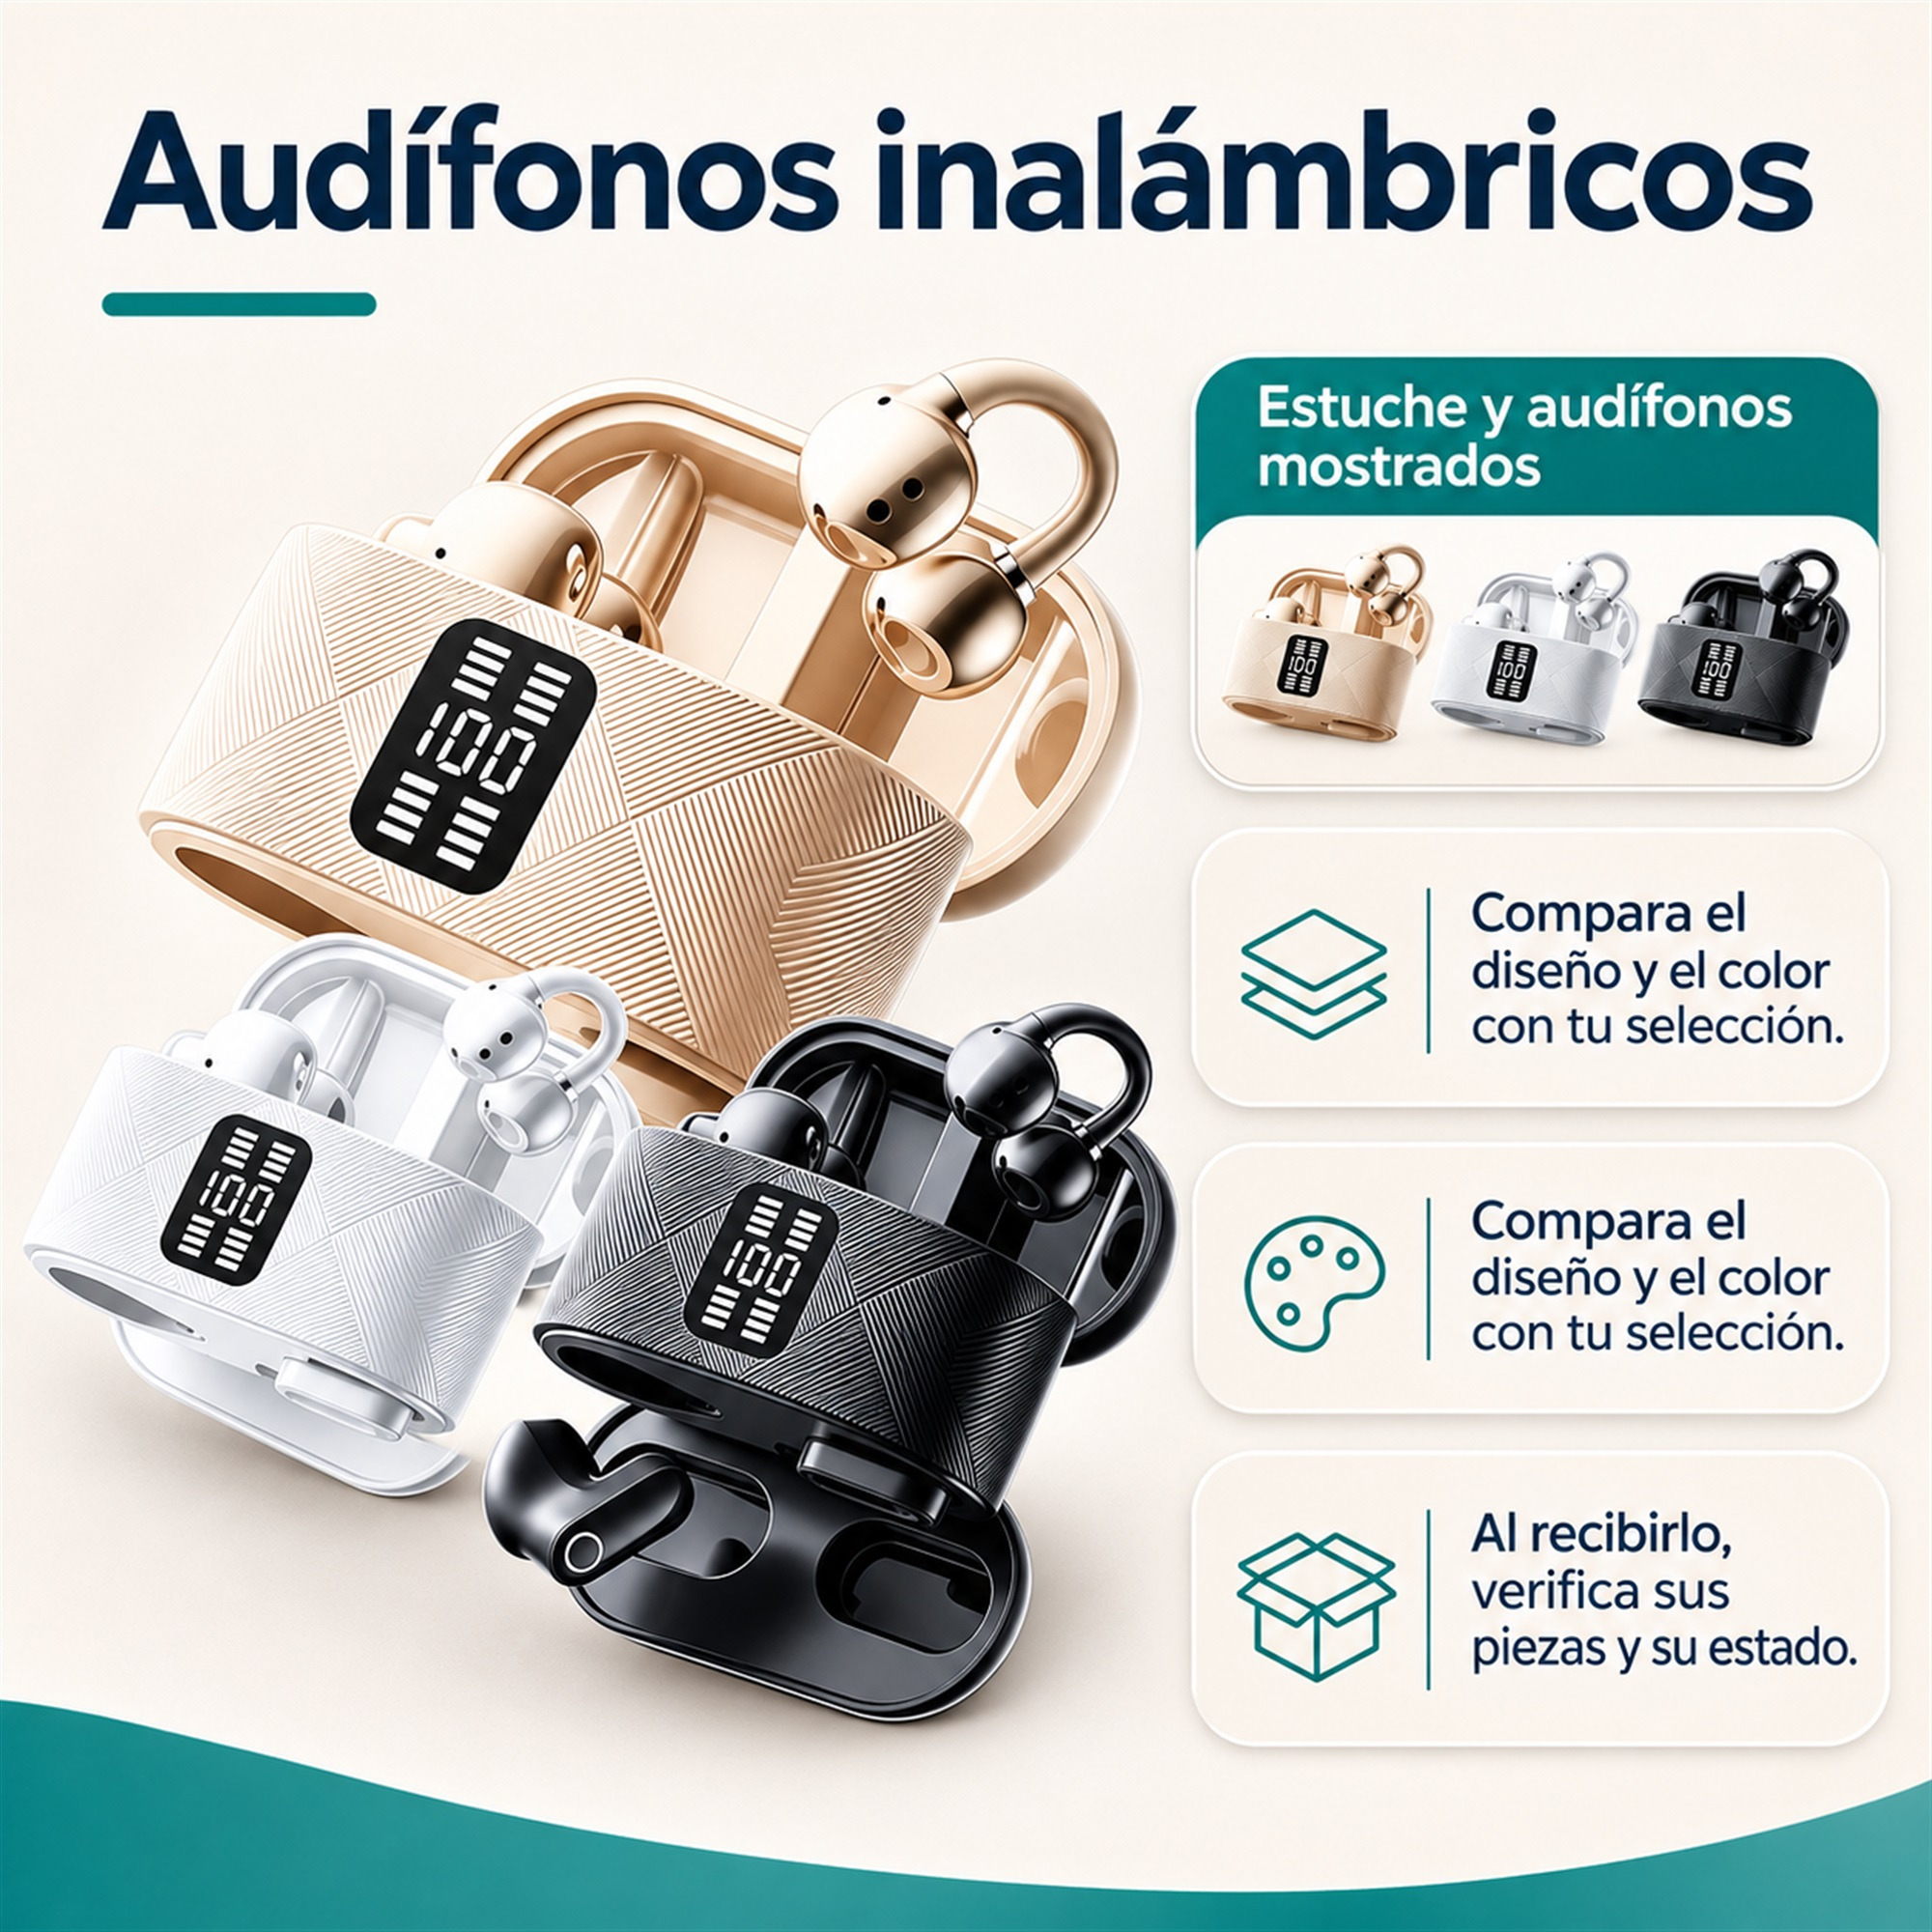 Audífonos inalámbricos
Estuche y audífonos
mostrados
100
100
100
100
100
100
Compara el
diseño y el color
con tu selección.
Compara el
diseño y el color
con tu selección.
Al recibirlo,
verifica sus
piezas y su estado.